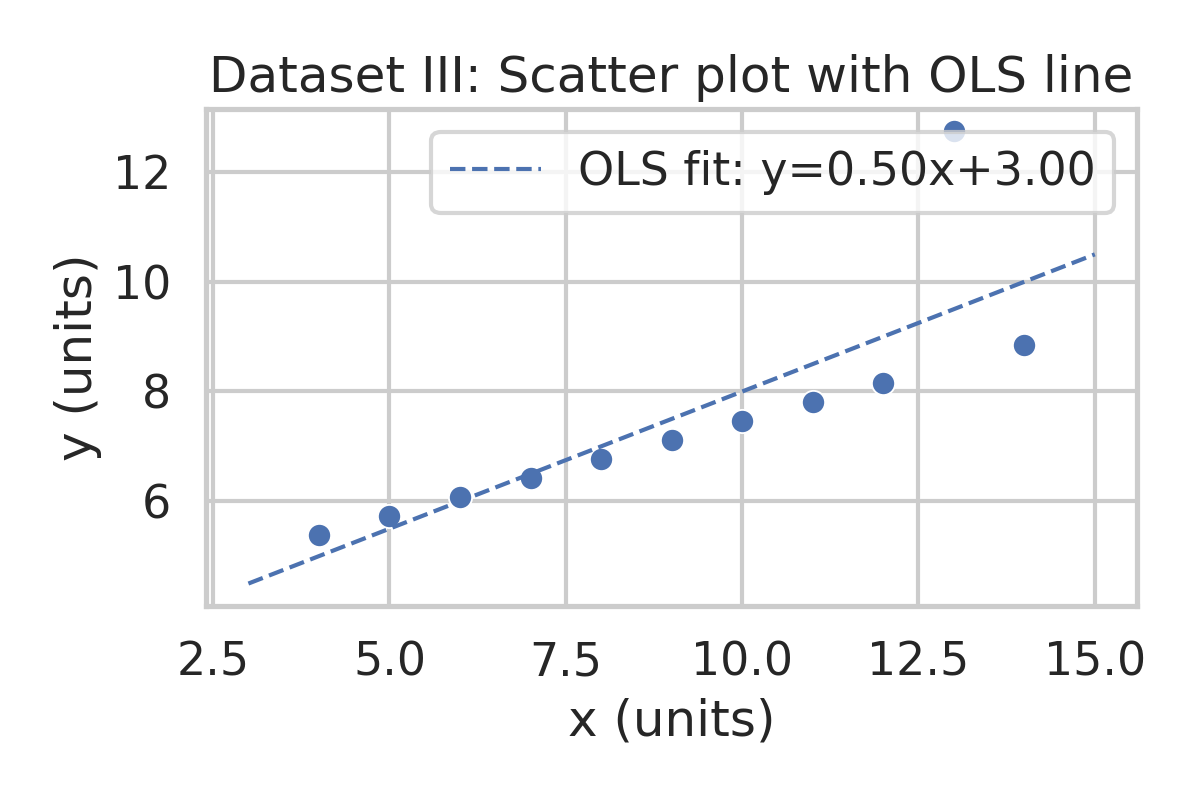 Dataset III: Scatter plot with OLS line
OLS fit: y=0.50x+3.00
12
10
8
6
y (units)
2.5 5.0 7.5 10.0 12.5 15.0
x (units)